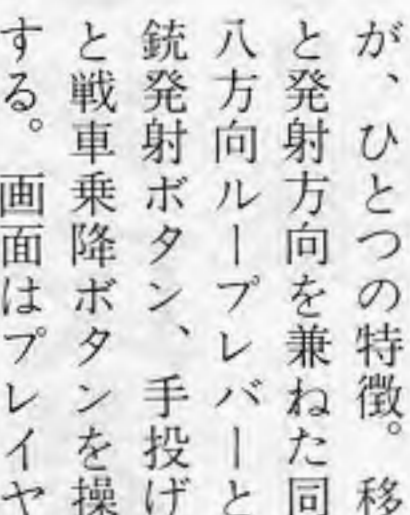 が、ひとつの特徴。移
と発射方向を兼ねた同
八方向ループレバーと
銃発射ボタン、手投げ
と戦車乗降ボタンを操
する。画面はプレイヤ